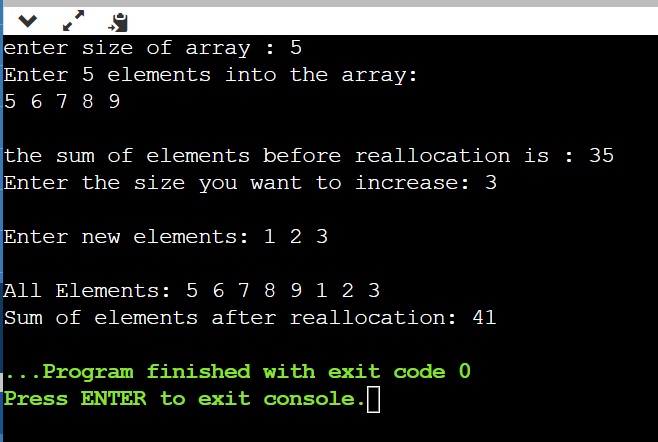 enter size of array : 5
Enter 5 elements into the array:
5 6 7 8 9
the sum of elements before reallocation is : 35
Enter the size you want to increase: 3
Enter new elements: 1 2 3
All Elements: 5 6 7 8 9 1 2 3
Sum of elements after reallocation: 41
...Program finished with exit code 0
Press ENTER to exit console.